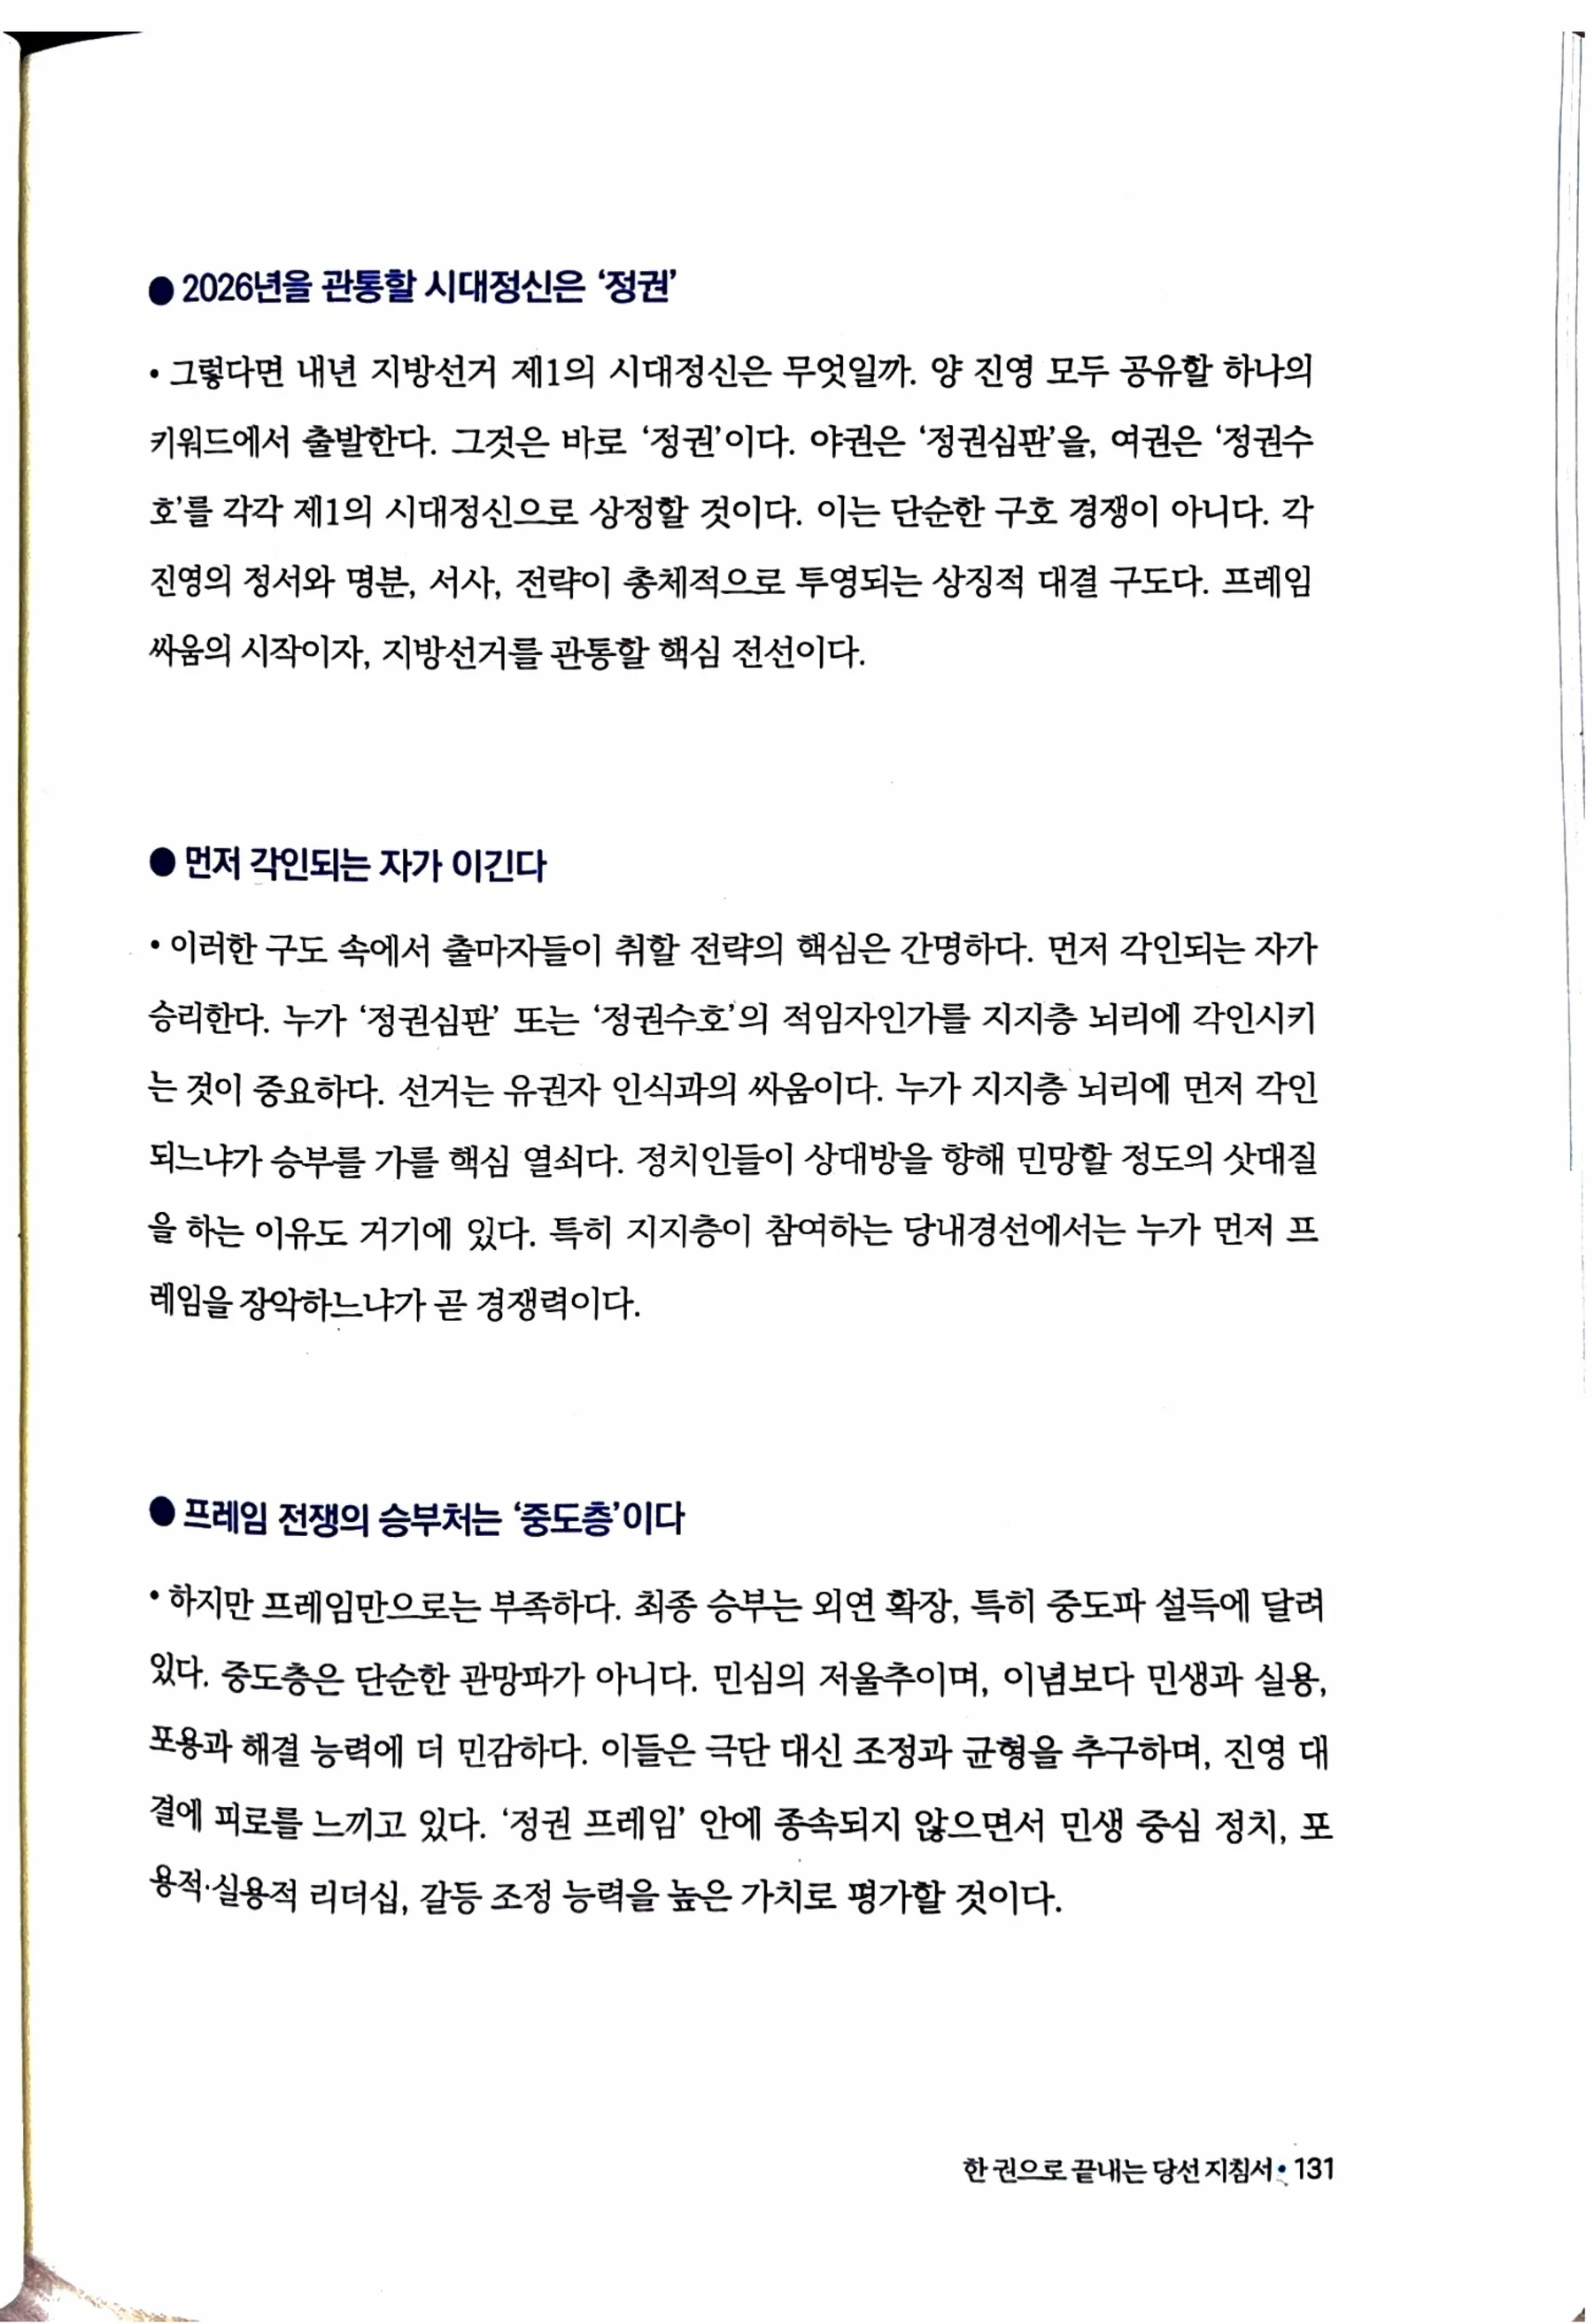 ● 2026년을 관통할 시대정신은 ‘정권’
• 그렇다면 내년 지방선거 제1의 시대정신은 무엇일까. 양 진영 모두 공유할 하나의
키워드에서 출발한다. 그것은 바로 ‘정권’이다. 야권은 ‘정권심판’을, 여권은 ‘정권수
호’를 각각 제1의 시대정신으로 상정할 것이다. 이는 단순한 구호 경쟁이 아니다. 각
진영의 정서와 명분, 서사, 전략이 총체적으로 투영되는 상징적 대결 구도다. 프레임
싸움의 시작이자, 지방선거를 관통할 핵심 전선이다.
● 먼저 각인되는 자가 이긴다
• 이러한 구도 속에서 출마자들이 취할 전략의 핵심은 간명하다. 먼저 각인되는 자가
승리한다. 누가 ‘정권심판’ 또는 ‘정권수호’의 적임자인가를 지지층 뇌리에 각인시키
는 것이 중요하다. 선거는 유권자 인식과의 싸움이다. 누가 지지층 뇌리에 먼저 각인
되느냐가 승부를 가를 핵심 열쇠다. 정치인들이 상대방을 향해 민망할 정도의 삿대질
을 하는 이유도 거기에 있다. 특히 지지층이 참여하는 당내경선에서는 누가 먼저 프
레임을 장악하느냐가 곧 경쟁력이다.
● 프레임 전쟁의 승부처는 ‘중도층’이다
• 하지만 프레임만으로는 부족하다. 최종 승부는 외연 확장, 특히 중도파 설득에 달려
있다. 중도층은 단순한 관망파가 아니다. 민심의 저울추이며, 이념보다 민생과 실용,
포용과 해결 능력에 더 민감하다. 이들은 극단 대신 조정과 균형을 추구하며, 진영 대
결에 피로를 느끼고 있다. ‘정권 프레임’ 안에 종속되지 않으면서 민생 중심 정치, 포
용적·실용적 리더십, 갈등 조정 능력을 높은 가치로 평가할 것이다.
한 권으로 끝내는 당선 지침서 • 131